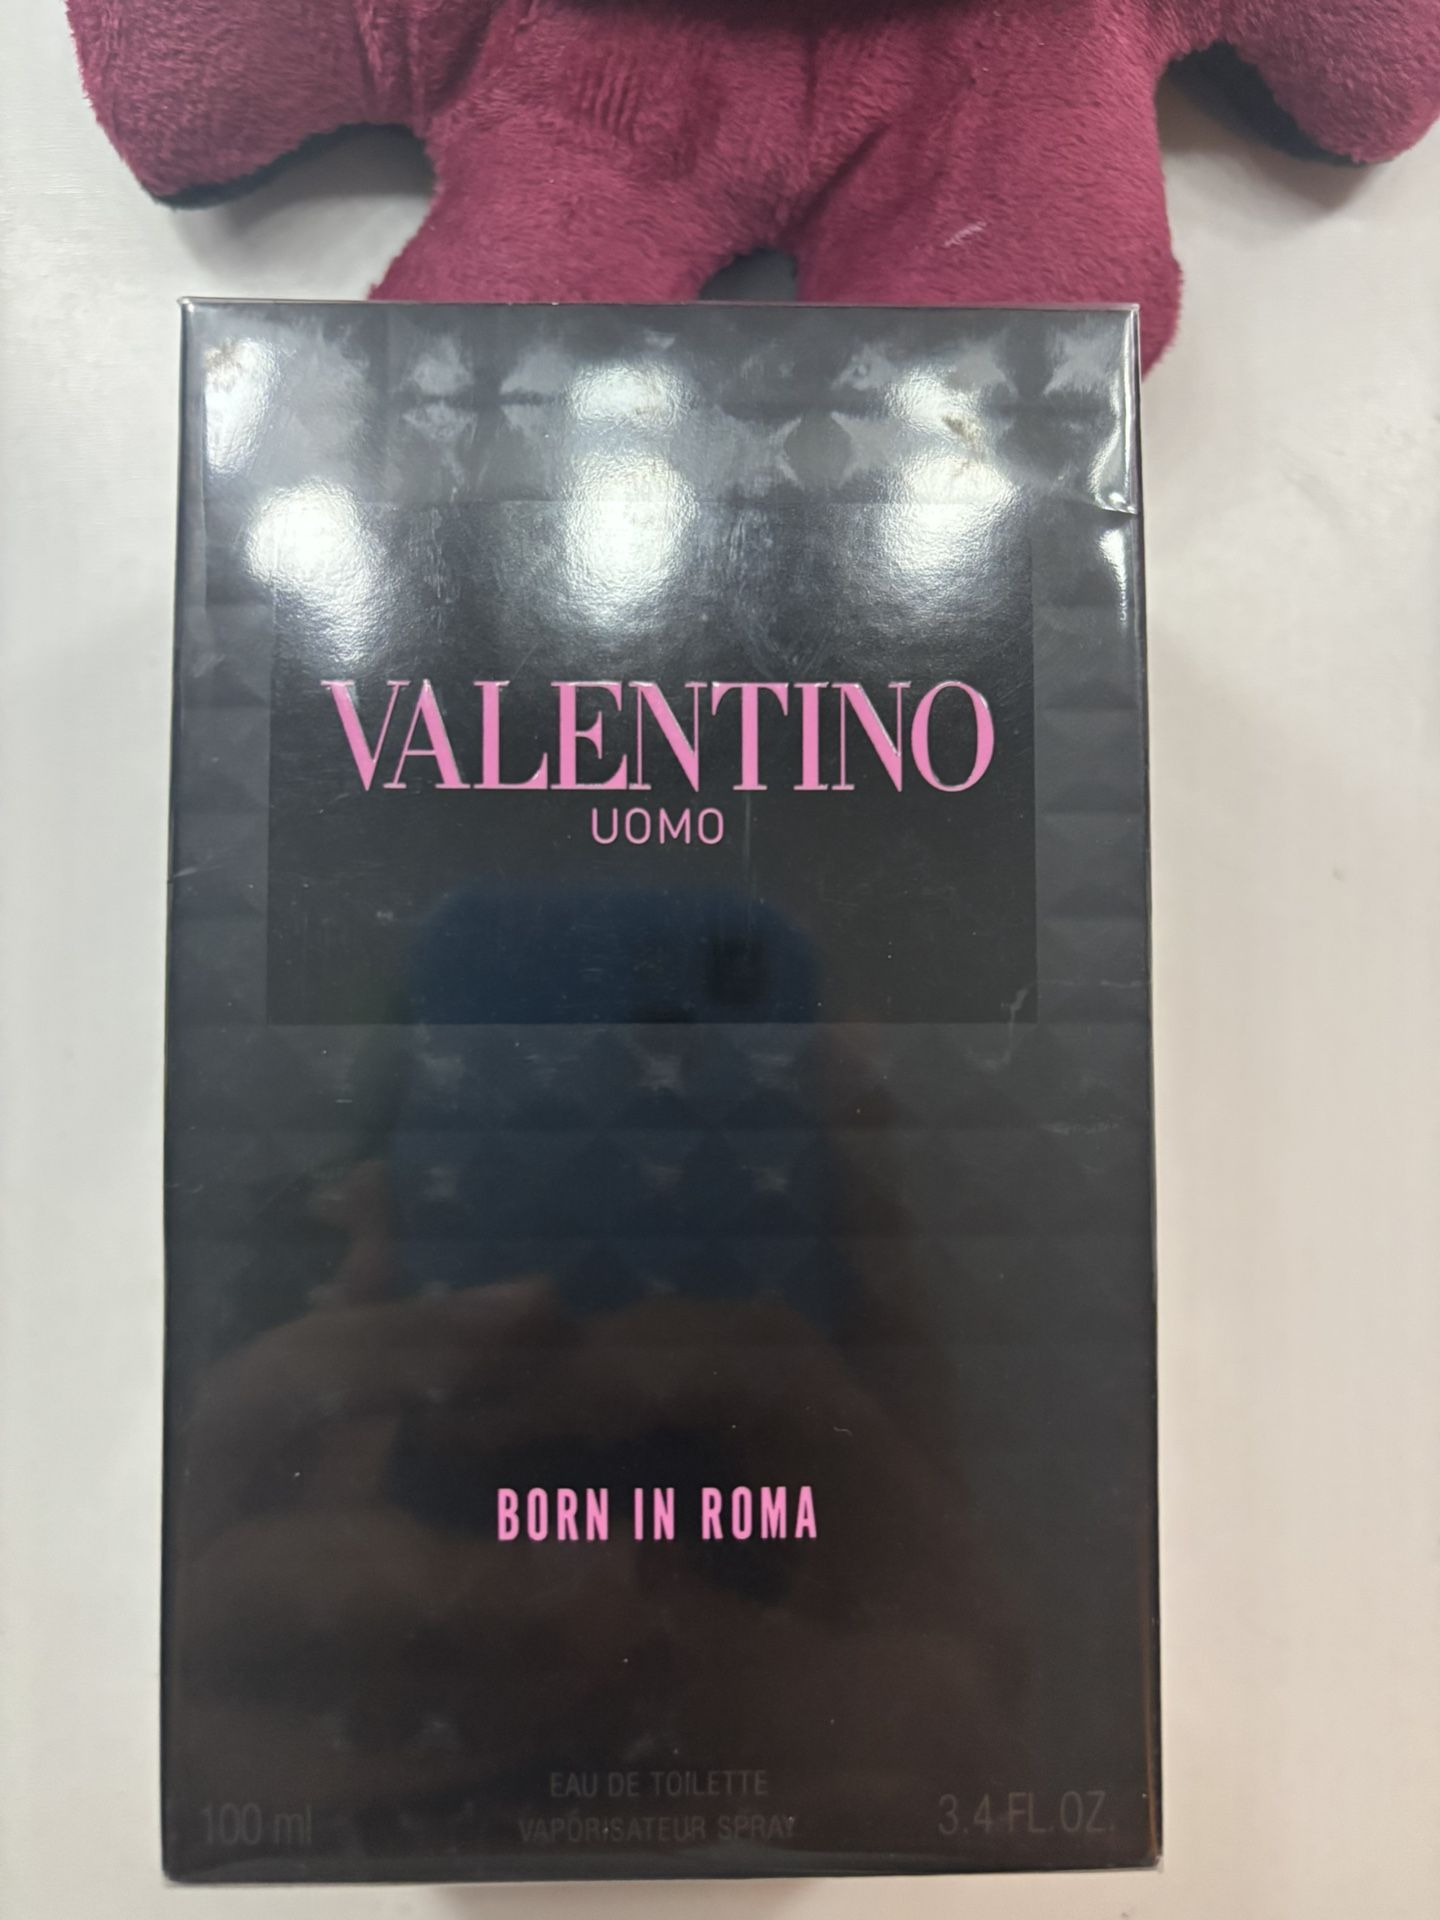 VALENTINO
UOMO
BORN IN ROMA
EAU DE TOILETTE
VAPORISATEUR SPRAY
100 ml
3.4 FL.OZ.